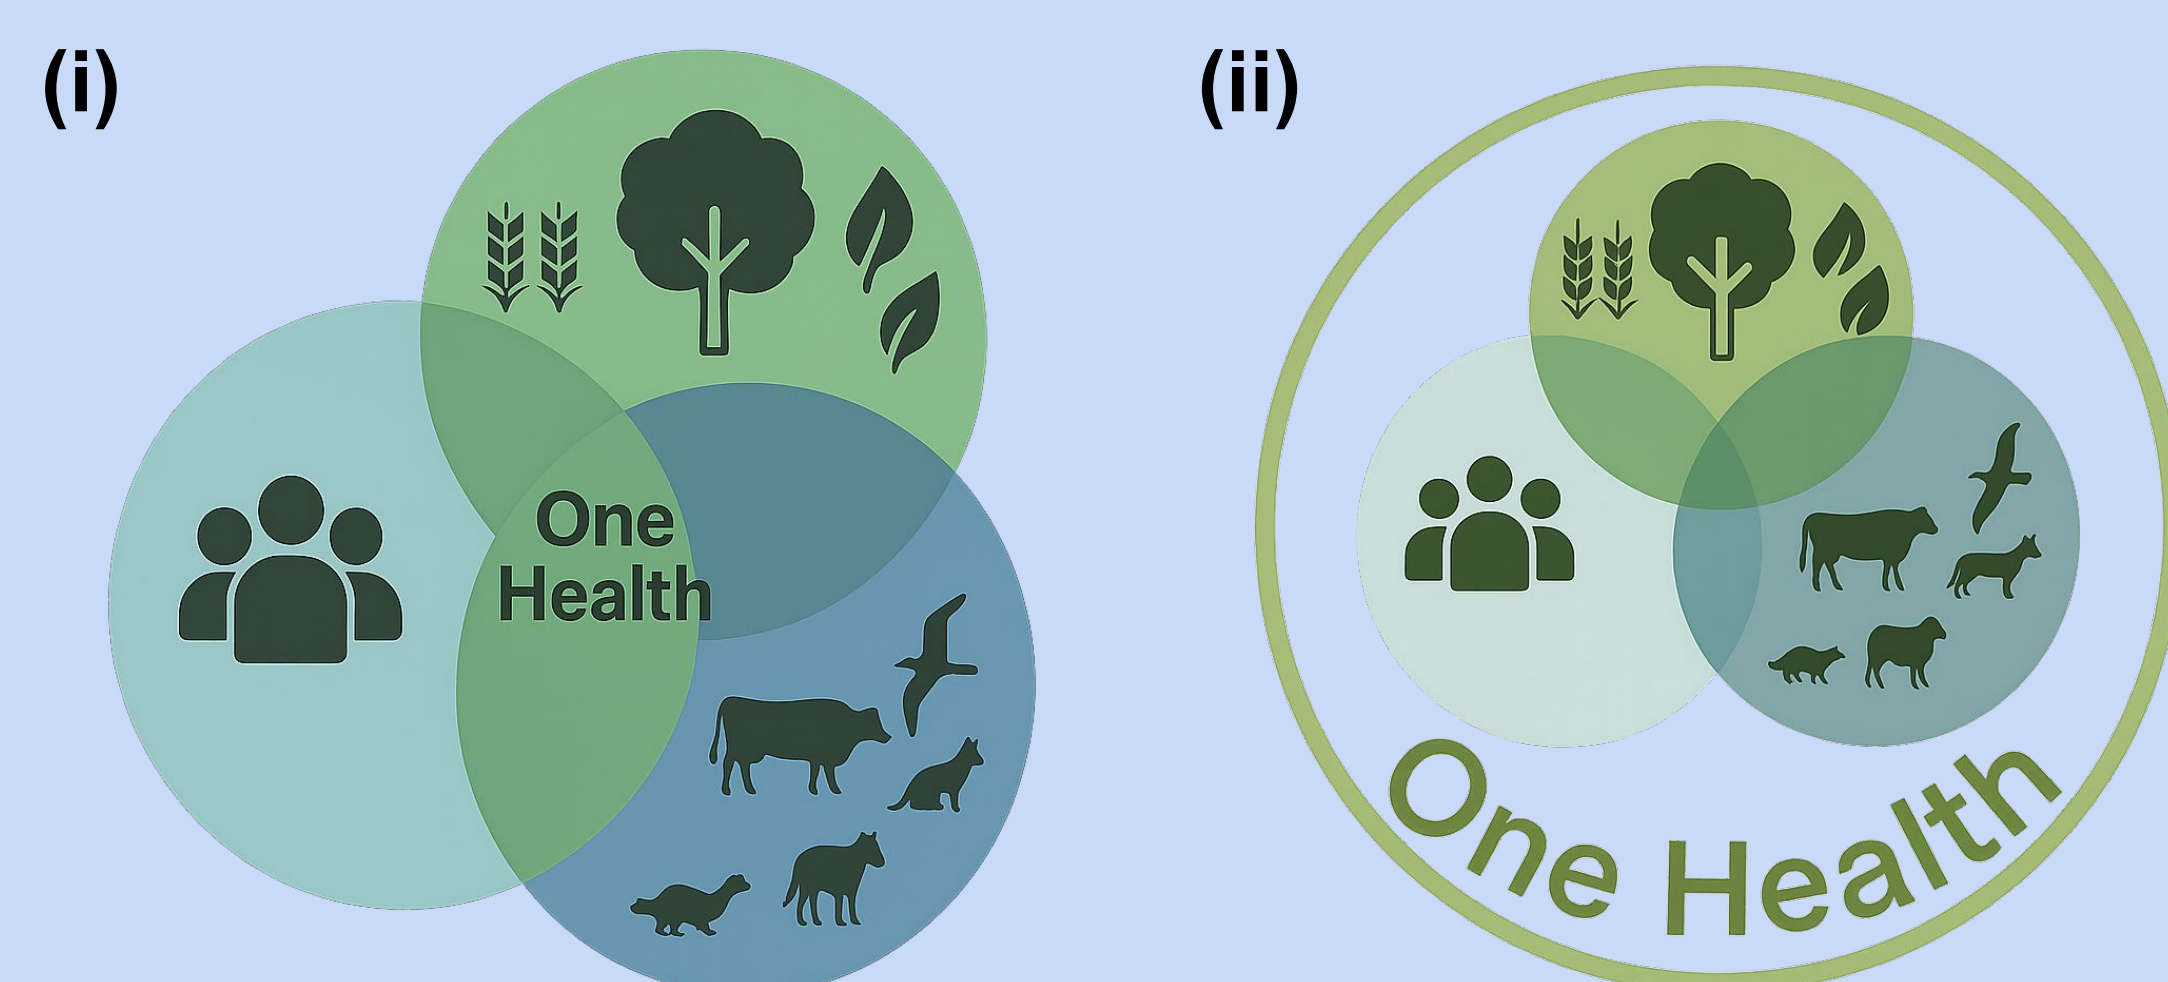 (i)
One
Health
(ii)
One Health